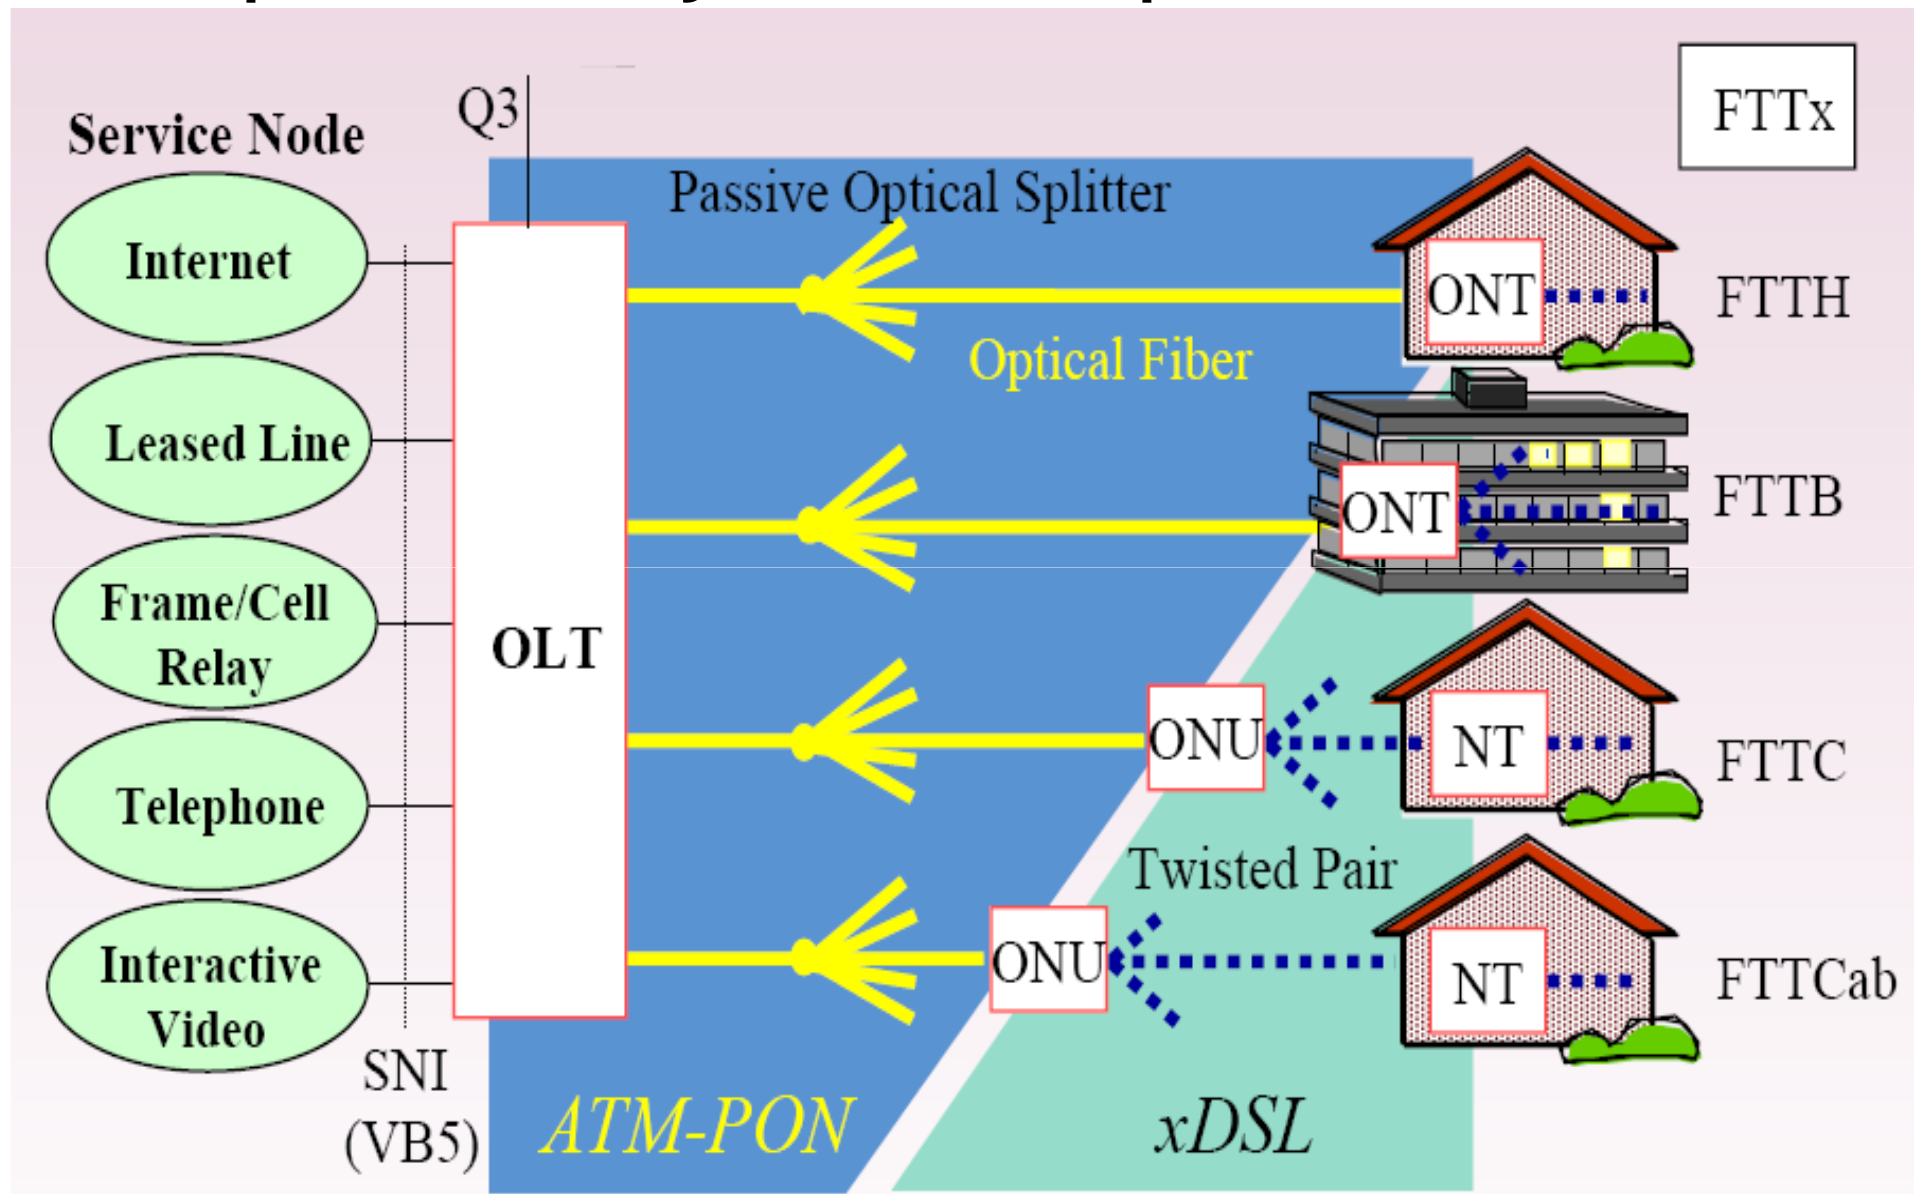 Q3
FTTx
Service Node
Passive Optical Splitter
Internet
ONT
FTTH
Optical Fiber
Leased Line
ONT
FTTB
Frame/Cell
Relay
OLT
ONU
NT
FTTC
Telephone
Twisted Pair
Interactive
Video
ONU
NT
FTTCab
SNI
(VB5)
ATM-PON
xDSL